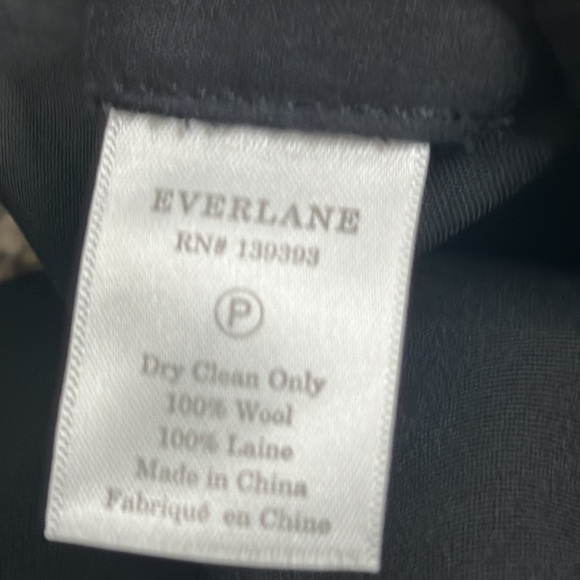 EVERLANE
RN# 139393
P
Dry Clean Only
100% Wool
100% Laine
Made in China
Fabriqué en Chine